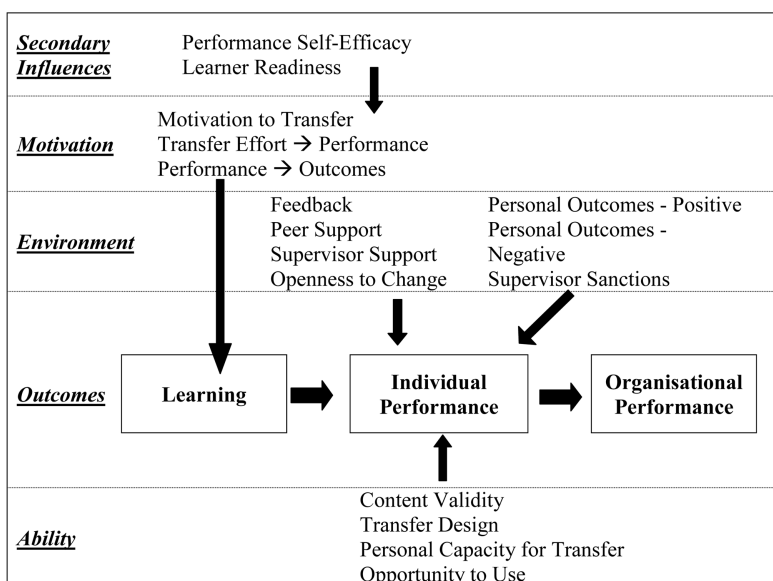 Secondary
Influences
Performance Self-Efficacy
Learner Readiness
Motivation
Motivation to Transfer
Transfer Effort → Performance
Performance → Outcomes
Environment
Feedback
Peer Support
Supervisor Support
Openness to Change
Personal Outcomes - Positive
Personal Outcomes -
Negative
Supervisor Sanctions
Outcomes
Learning
Individual
Performance
Organisational
Performance
Ability
Content Validity
Transfer Design
Personal Capacity for Transfer
Opportunity to Use